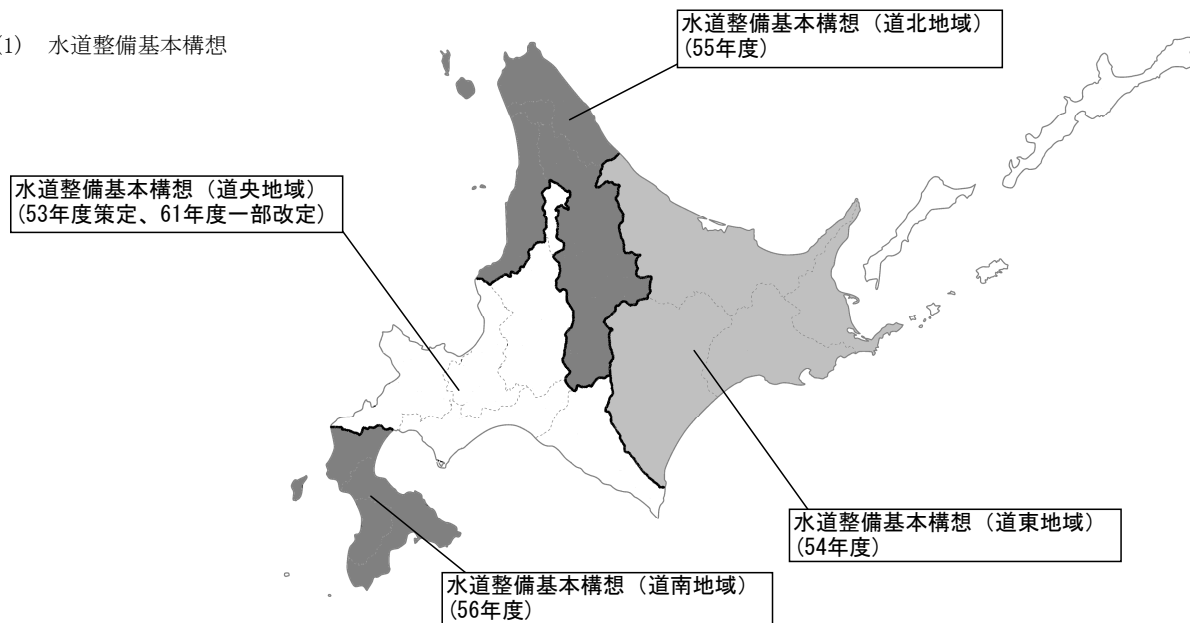 (1)　水道整備基本構想
水道整備基本構想（道北地域）
(55年度)
水道整備基本構想（道央地域）
(53年度策定、61年度一部改定)
水道整備基本構想（道東地域）
(54年度)
水道整備基本構想（道南地域）
(56年度)